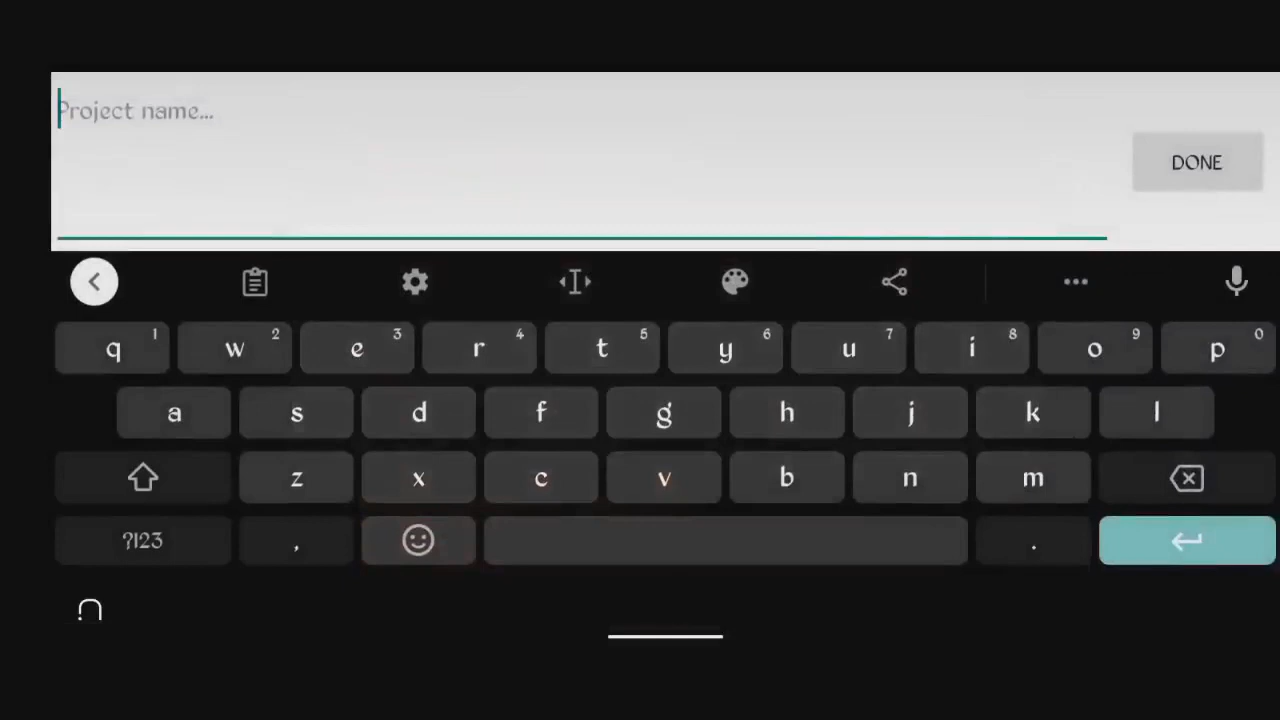 Project name...
DONE
q 1 w 2 e 3 r 4 t 5 y 6 u 7 i 8 o 9 p 0
a s d f g h j k l
z x c v b n m
?123 , .